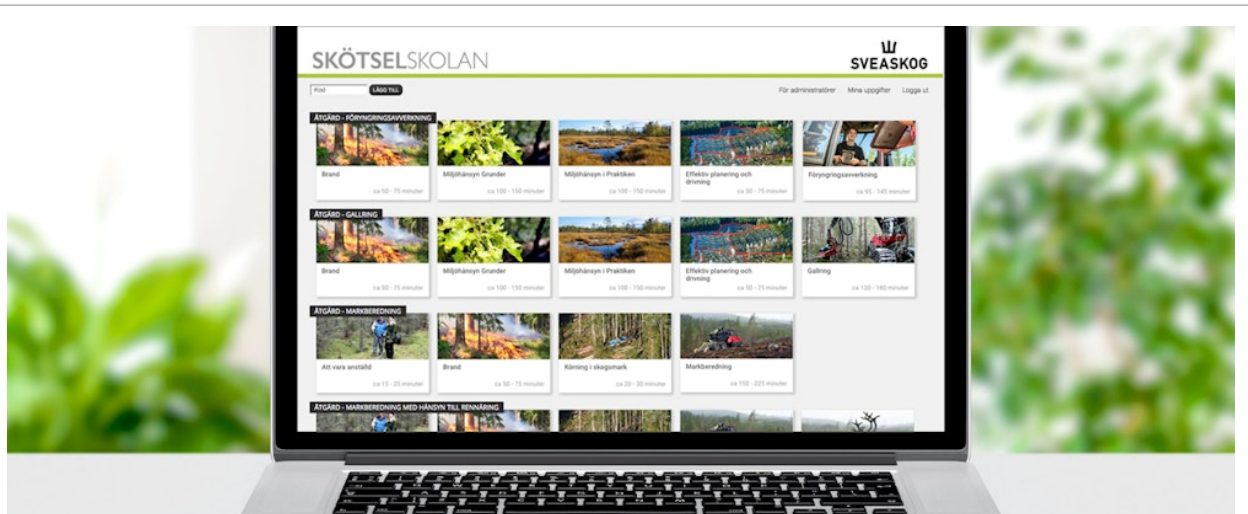 SKÖTSELSKOLAN
SVEASKOG
Kod
LÄGG TILL
För administratörer
Mina uppgifter
Logga ut
ÅTGÄRD - FÖRYNGRINGSAVVERKNING
Brand
ca 50 - 75 minuter
Miljöhänsyn Grunder
ca 100 - 150 minuter
Miljöhänsyn i Praktiken
ca 100 - 150 minuter
Effektiv planering och
drivning
ca 50 - 75 minuter
Föryngringsavverkning
ca 95 - 145 minuter
ÅTGÄRD - GALLRING
Brand
ca 50 - 75 minuter
Miljöhänsyn Grunder
ca 100 - 150 minuter
Miljöhänsyn i Praktiken
ca 100 - 150 minuter
Effektiv planering och
drivning
ca 50 - 75 minuter
Gallring
ca 120 - 180 minuter
ÅTGÄRD - MARKBEREDNING
Att vara anställd
ca 15 - 25 minuter
Brand
ca 50 - 75 minuter
Körning i skogsmark
ca 20 - 30 minuter
Markberedning
ca 150 - 225 minuter
ÅTGÄRD - MARKBEREDNING MED HÄNSYN TILL RENNÄRING